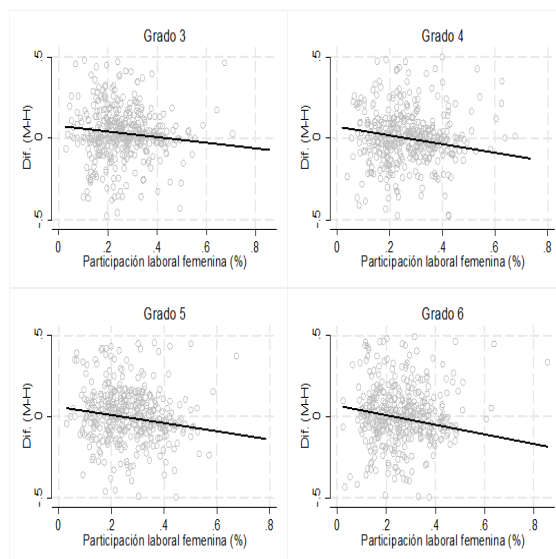 Grado 3
Dif. (M-H)
.5
0
-.5
0 .2 .4 .6 .8
Participación laboral femenina (%)
Grado 4
Dif. (M-H)
.5
0
-.5
0 .2 .4 .6 .8
Participación laboral femenina (%)
Grado 5
Dif. (M-H)
.5
0
-.5
0 .2 .4 .6 .8
Participación laboral femenina (%)
Grado 6
Dif. (M-H)
.5
0
-.5
0 .2 .4 .6 .8
Participación laboral femenina (%)